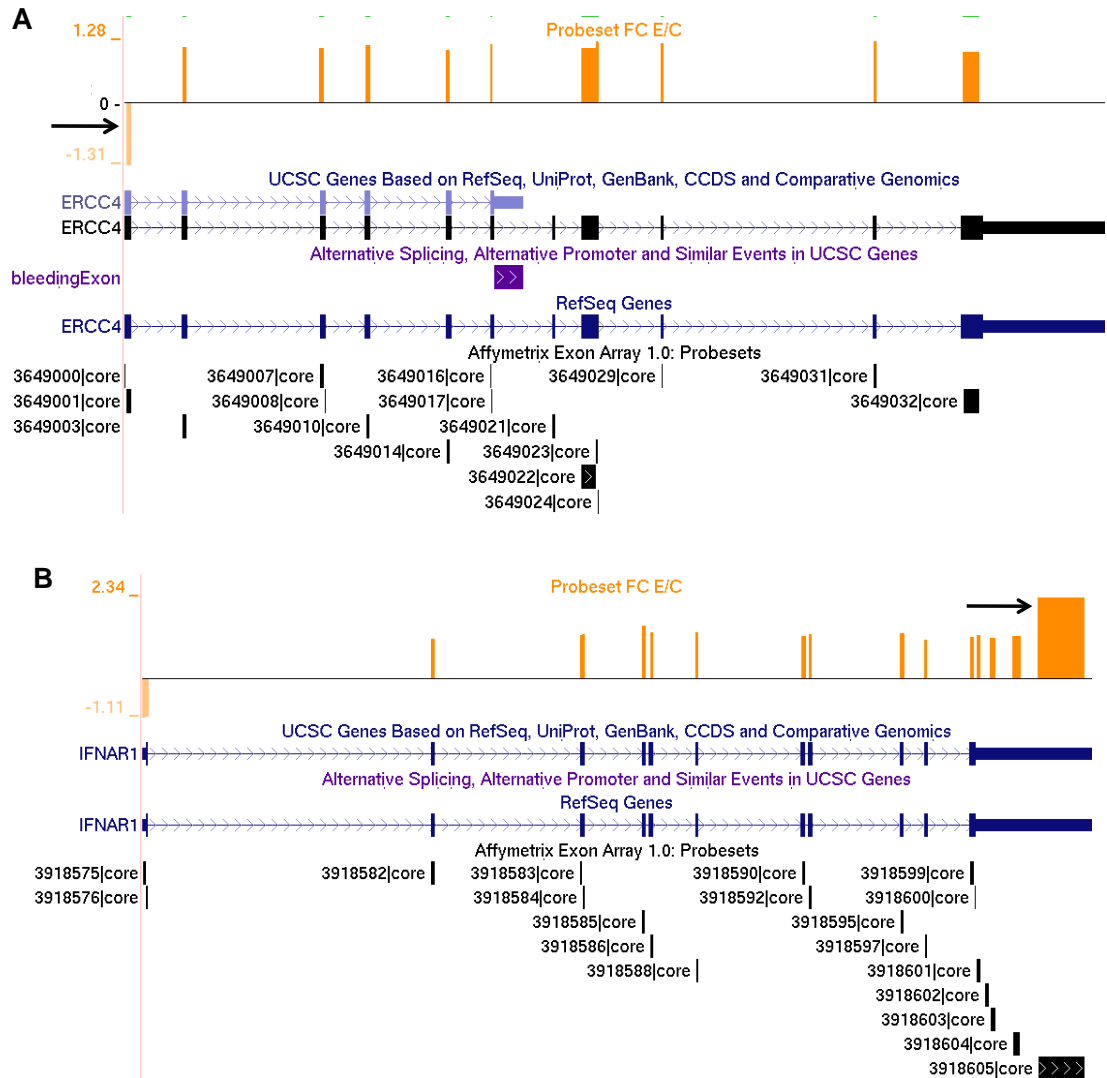 A
Probeset FC E/C
1.28 _
0 -
-1.31 _
UCSC Genes Based on RefSeq, UniProt, GenBank, CCDS and Comparative Genomics
ERCC4
ERCC4
Alternative Splicing, Alternative Promoter and Similar Events in UCSC Genes
bleedingExon
RefSeq Genes
ERCC4
Affymetrix Exon Array 1.0: Probesets
3649000|core 3649007|core 3649016|core 3649029|core 3649031|core
3649001|core 3649008|core 3649017|core 3649032|core
3649003|core 3649010|core 3649021|core
3649014|core 3649023|core
3649022|core
3649024|core
B
2.34 _ Probeset FC E/C
-1.11 _
UCSC Genes Based on RefSeq, UniProt, GenBank, CCDS and Comparative Genomics
IFNAR1
Alternative Splicing, Alternative Promoter and Similar Events in UCSC Genes
RefSeq Genes
IFNAR1
Affymetrix Exon Array 1.0: Probesets
3918575|core 3918582|core 3918583|core 3918590|core 3918599|core
3918576|core 3918584|core 3918592|core 3918600|core
3918585|core 3918595|core
3918586|core 3918597|core
3918588|core 3918601|core
3918602|core
3918603|core
3918604|core
3918605|core